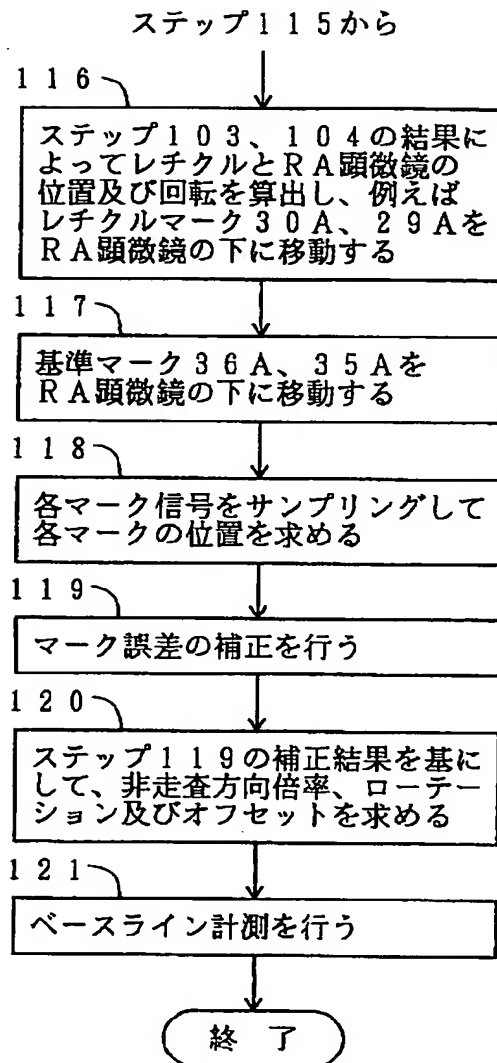 ステップ115から
116
ステップ103、104の結果に
よってレチクルとRA顕微鏡の
位置及び回転を算出し、例えば
レチクルマーク30A、29Aを
RA顕微鏡の下に移動する
117
基準マーク36A、35Aを
RA顕微鏡の下に移動する
118
各マーク信号をサンプリングして
各マークの位置を求める
119
マーク誤差の補正を行う
120
ステップ119の補正結果を基に
して、非走査方向倍率、ローテー
ション及びオフセットを求める
121
ベースライン計測を行う
終 了